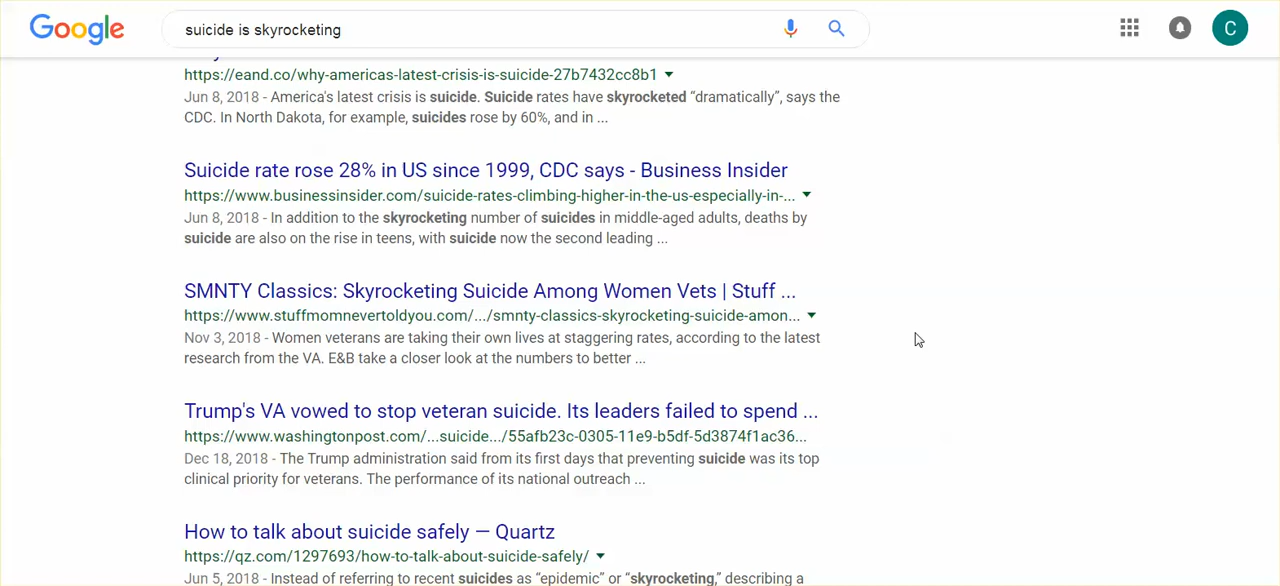 Google
suicide is skyrocketing
C
https://eand.co/why-americas-latest-crisis-is-suicide-27b7432cc8b1
Jun 8, 2018 - America's latest crisis is suicide. Suicide rates have skyrocketed “dramatically”, says the
CDC. In North Dakota, for example, suicides rose by 60%, and in ...
Suicide rate rose 28% in US since 1999, CDC says - Business Insider
https://www.businessinsider.com/suicide-rates-climbing-higher-in-the-us-especially-in-...
Jun 8, 2018 - In addition to the skyrocketing number of suicides in middle-aged adults, deaths by
suicide are also on the rise in teens, with suicide now the second leading ...
SMNTY Classics: Skyrocketing Suicide Among Women Vets | Stuff ...
https://www.stuffmomnevertoldyou.com/.../smnty-classics-skyrocketing-suicide-amon...
Nov 3, 2018 - Women veterans are taking their own lives at staggering rates, according to the latest
research from the VA. E&B take a closer look at the numbers to better ...
Trump's VA vowed to stop veteran suicide. Its leaders failed to spend ...
https://www.washingtonpost.com/...suicide.../55afb23c-0305-11e9-b5df-5d3874f1ac36...
Dec 18, 2018 - The Trump administration said from its first days that preventing suicide was its top
clinical priority for veterans. The performance of its national outreach ...
How to talk about suicide safely — Quartz
https://qz.com/1297693/how-to-talk-about-suicide-safely/
Jun 5, 2018 - Instead of referring to recent suicides as “epidemic” or “skyrocketing,” describing a